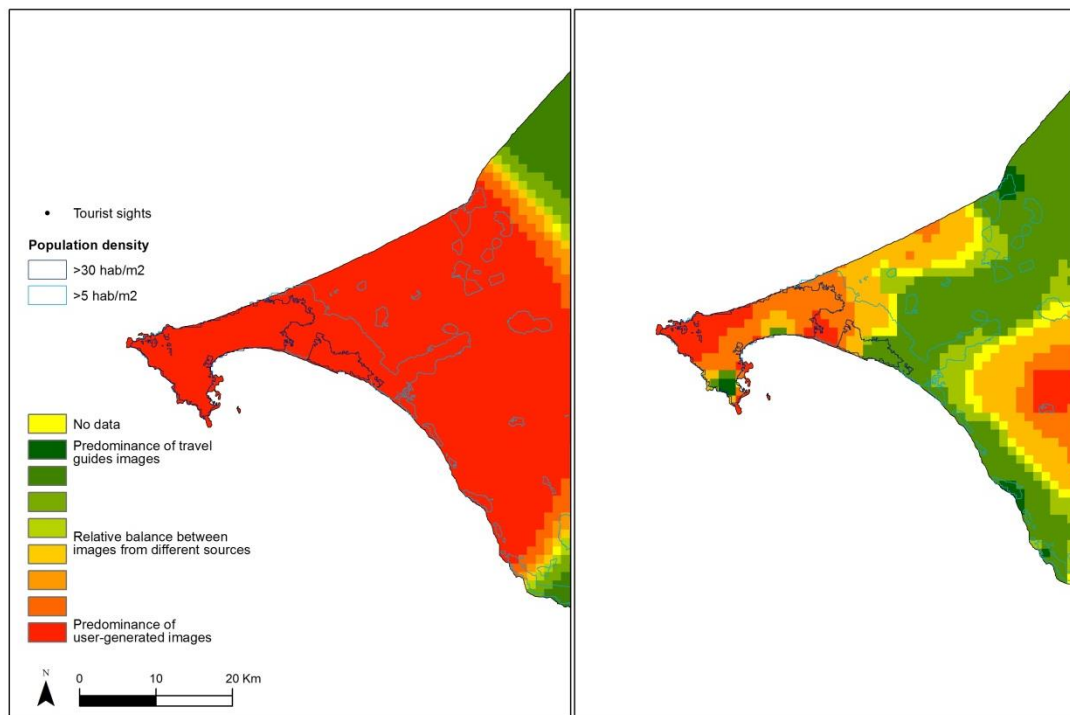 Tourist sights
Population density
>30 hab/m2
>5 hab/m2
No data
Predominance of travel
guides images
Relative balance between
images from different sources
Predominance of
user-generated images
N
0 10 20 Km